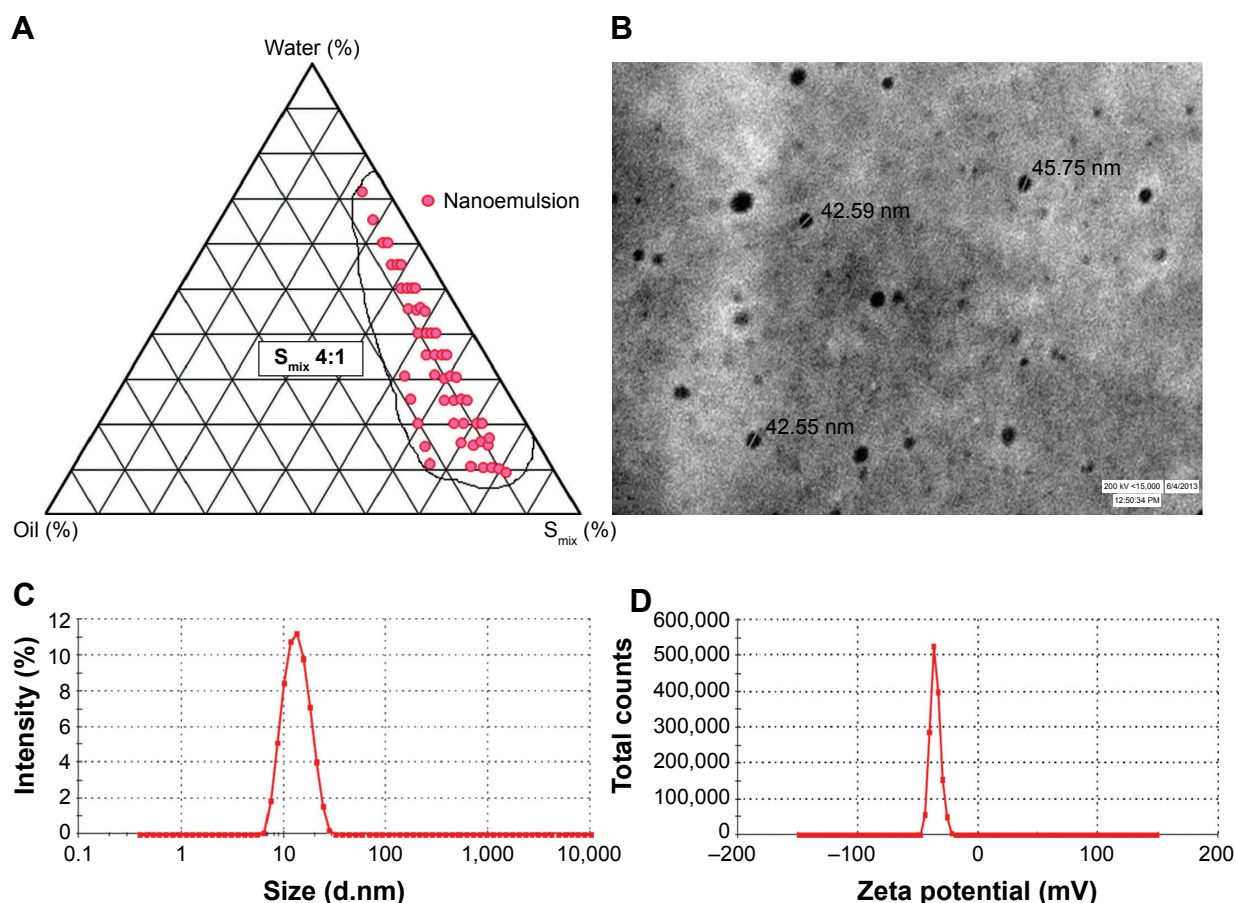 A
Water (%)
Nanoemulsion
Smix 4:1
Oil (%)
Smix (%)
B
45.75 nm
42.59 nm
42.55 nm
200 kV <15,000 6/4/2013
12:50:34 PM
C
Intensity (%)
12
10
8
6
4
2
0
0.1 1 10 100 1,000 10,000
Size (d.nm)
D
Total counts
600,000
500,000
400,000
300,000
200,000
100,000
0
–200 –100 0 100 200
Zeta potential (mV)